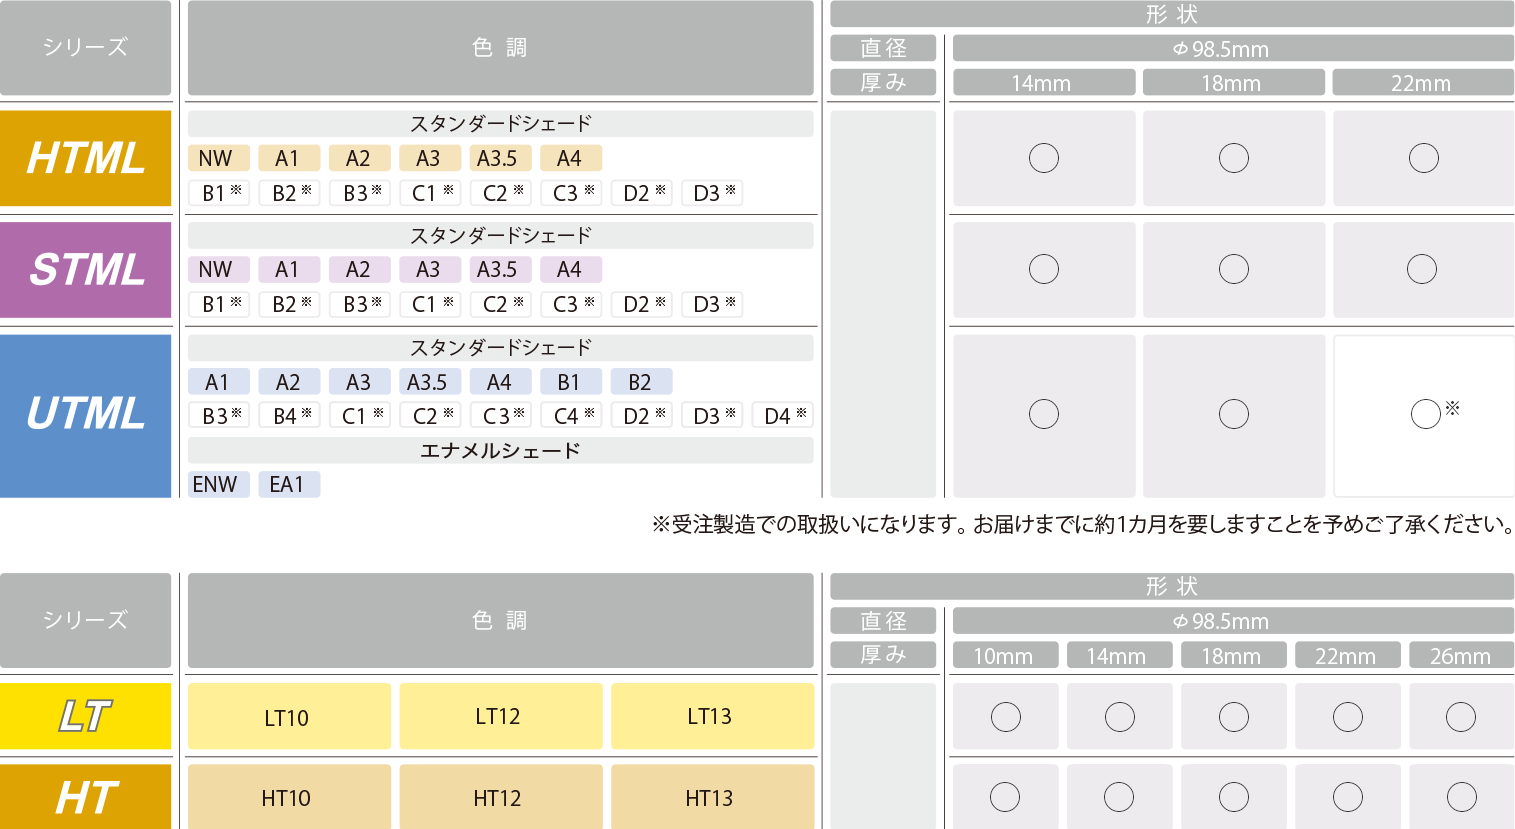 シリーズ 色調 形状
直径 Φ98.5mm
厚み 14mm 18mm 22mm
HTML スタンダードシェード
NW A1 A2 A3 A3.5 A4 ○ ○ ○
B1※ B2※ B3※ C1※ C2※ C3※ D2※ D3※
STML スタンダードシェード
NW A1 A2 A3 A3.5 A4 ○ ○ ○
B1※ B2※ B3※ C1※ C2※ C3※ D2※ D3※
UTML スタンダードシェード
A1 A2 A3 A3.5 A4 B1 B2
B3※ B4※ C1※ C2※ C3※ C4※ D2※ D3※ D4※ ○ ○ ○※
エナメルシェード
ENW EA1
※受注製造での取扱いになります。お届けまでに約1カ月を要しますことを予めご了承ください。
シリーズ 色調 形状
直径 Φ98.5mm
厚み 10mm 14mm 18mm 22mm 26mm
LT LT10 LT12 LT13 ○ ○ ○ ○ ○
HT HT10 HT12 HT13 ○ ○ ○ ○ ○